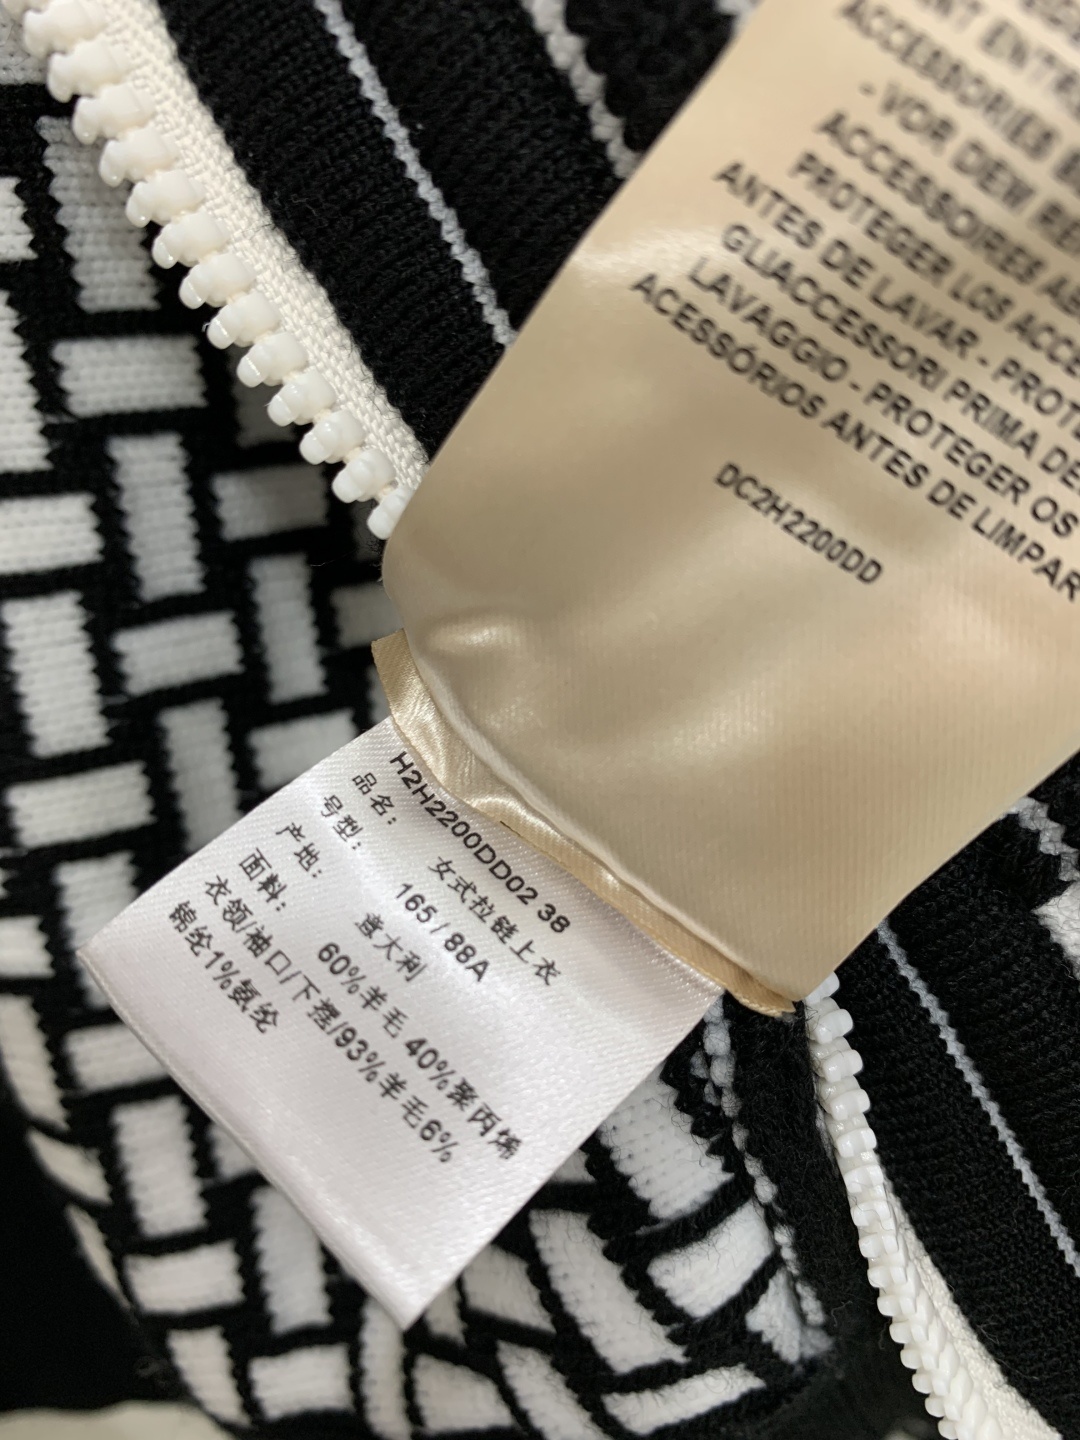 ACCESSORIES
- VOR DEM
ACCESSOIRES
PROTEGER LOS
ANTES DE LAVAR - PROTE
GLIACCESSORI PRIMA DE
LAVAGGIO - PROTEGER OS
ACESSÓRIOS ANTES DE LIMPAR
DC2H2200DD
H2H2200DD02 38
品名: 女式拉链上衣
号型: 165 / 88A
产地: 意大利
面料: 60%羊毛 40%聚丙烯
衣领/袖口/下摆/93%羊毛6%
锦纶1%氨纶